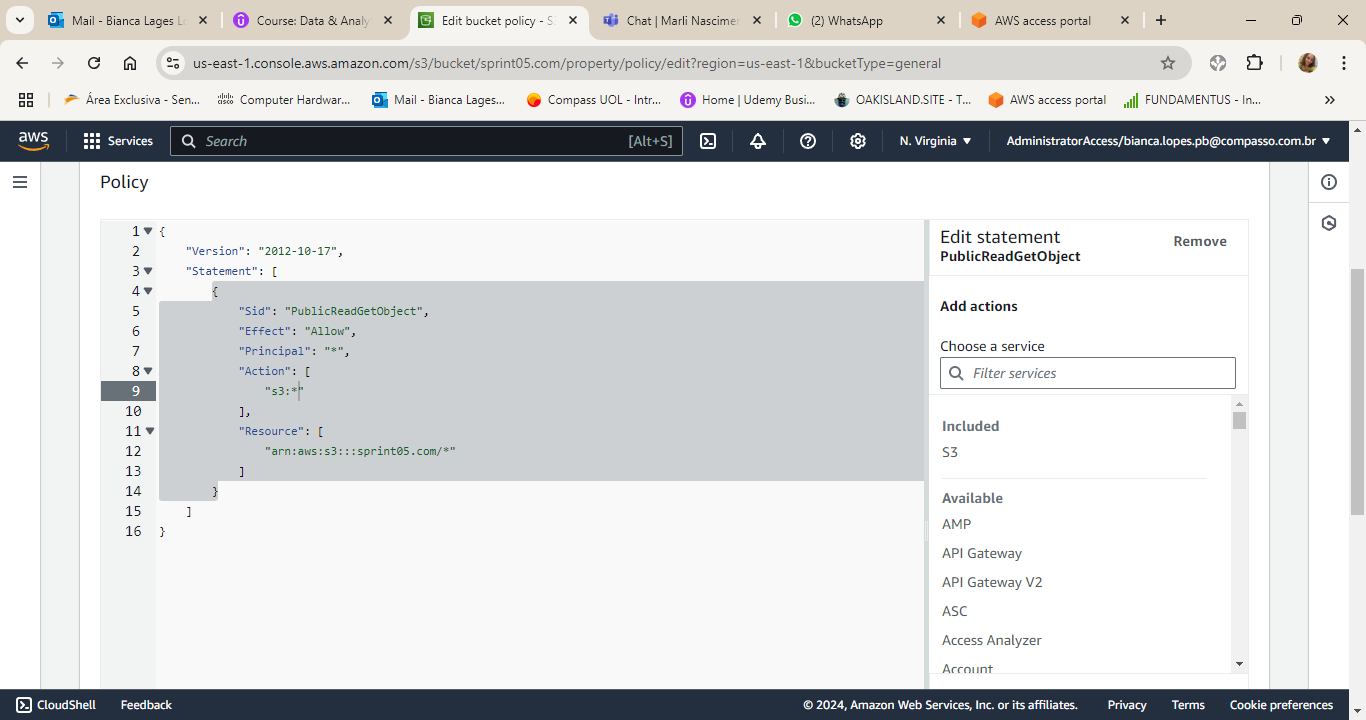 Mail - Bianca Lages Lo
Course: Data & Analy
Edit bucket policy - S3
Chat | Marli Nascimen
(2) WhatsApp
AWS access portal
us-east-1.console.aws.amazon.com/s3/bucket/sprint05.com/property/policy/edit?region=us-east-1&bucketType=general
Área Exclusiva - Sen...
Computer Hardwar...
Mail - Bianca Lages...
Compass UOL - Intr...
Home | Udemy Busi...
OAKISLAND.SITE - T...
AWS access portal
FUNDAMENTUS - In...
aws
Services
Search
[Alt+S]
N. Virginia
AdministratorAccess/bianca.lopes.pb@compasso.com.br
Policy
1 {
2 "Version": "2012-10-17",
3 "Statement": [
4 {
5 "Sid": "PublicReadGetObject",
6 "Effect": "Allow",
7 "Principal": "*",
8 "Action": [
9 "s3:*"
10 ],
11 "Resource": [
12 "arn:aws:s3:::sprint05.com/*"
13 ]
14 }
15 ]
16 }
Edit statement
Remove
PublicReadGetObject
Add actions
Choose a service
Filter services
Included
S3
Available
AMP
API Gateway
API Gateway V2
ASC
Access Analyzer
Account
CloudShell
Feedback
© 2024, Amazon Web Services, Inc. or its affiliates.
Privacy
Terms
Cookie preferences